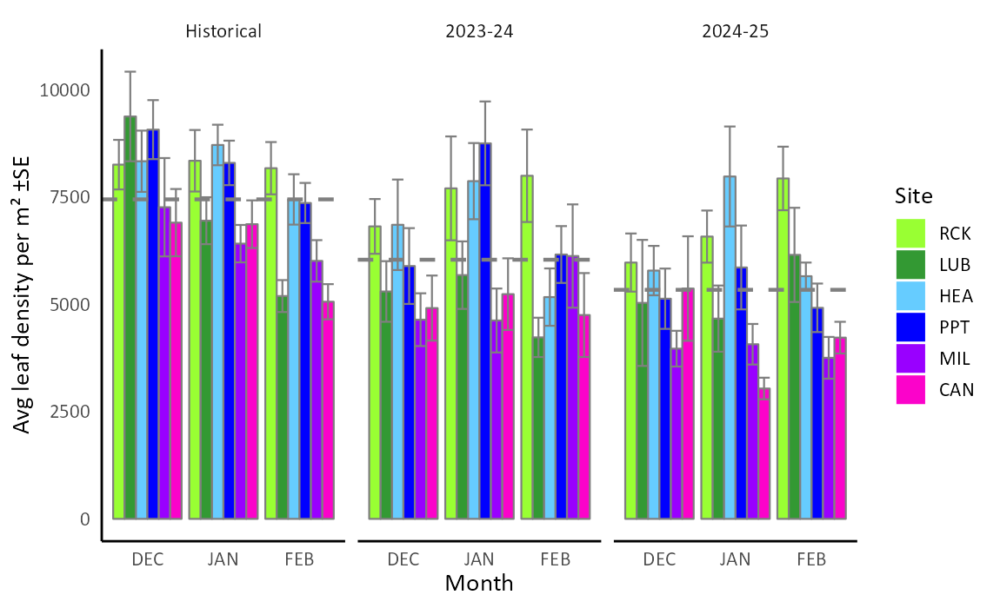 Historical
2023-24
2024-25
Avg leaf density per m² ±SE
10000
7500
5000
2500
0
DEC
JAN
FEB
DEC
JAN
FEB
DEC
JAN
FEB
Month
Site
RCK
LUB
HEA
PPT
MIL
CAN